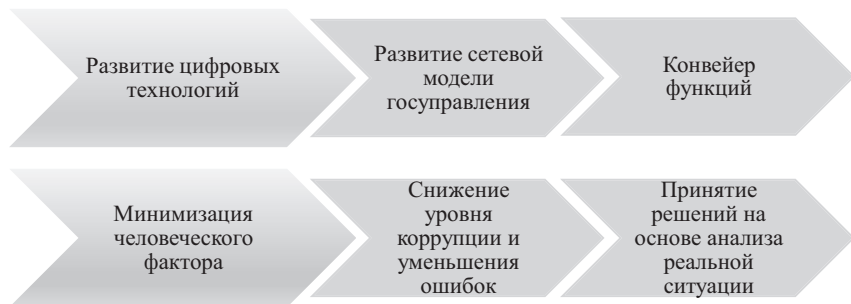 Развитие цифровых
технологий
Развитие сетевой
модели
госуправления
Конвейер
функций
Минимизация
человеческого
фактора
Снижение
уровня
коррупции и
уменьшения
ошибок
Принятие
решений на
основе анализа
реальной
ситуации